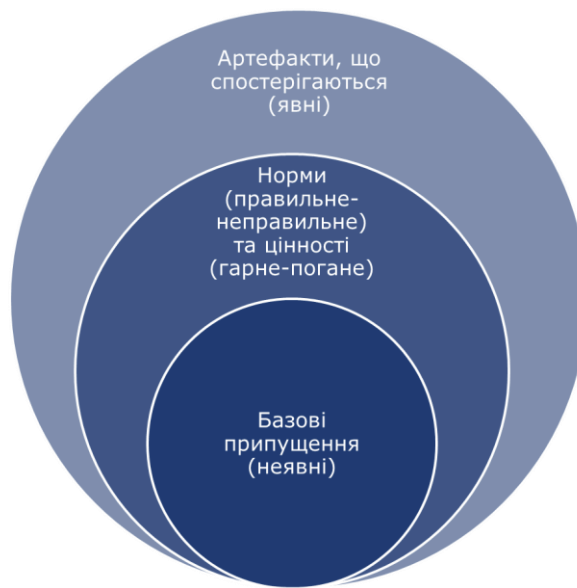 Артефакти, що
спостерігаються
(явні)
Норми
(правильне-
неправильне)
та цінності
(гарне-погане)
Базові
припущення
(неявні)